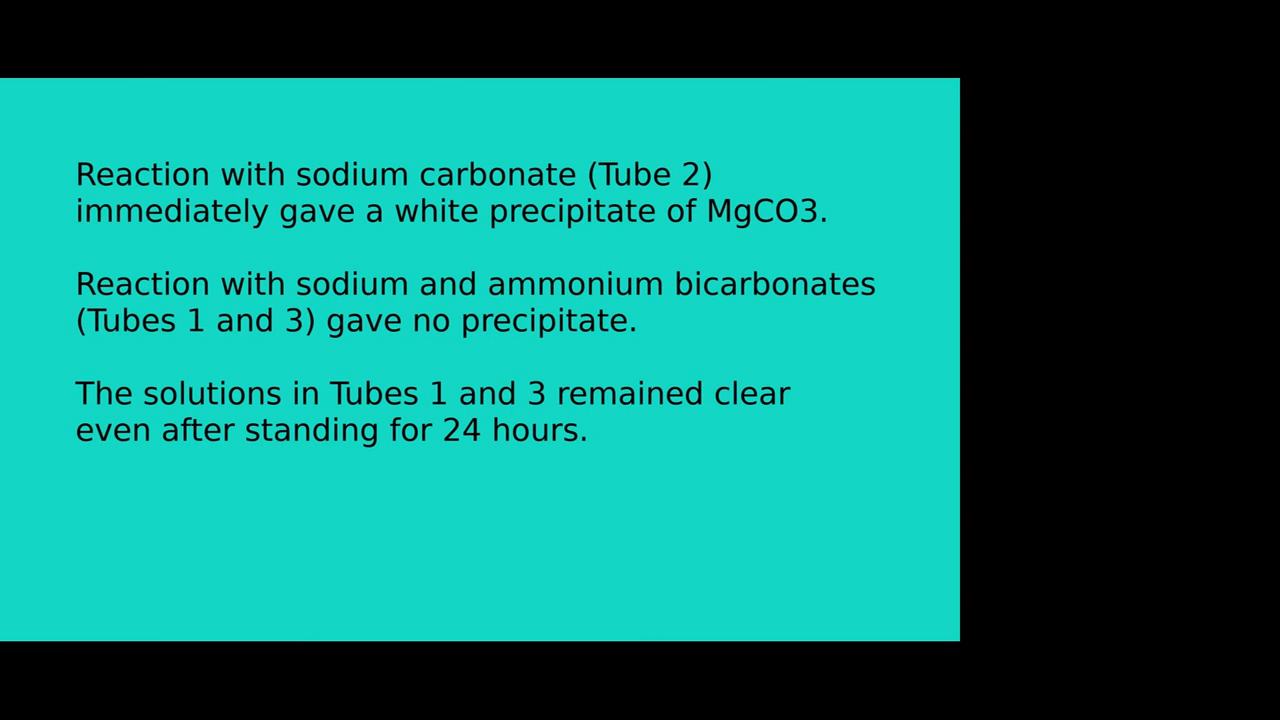 Reaction with sodium carbonate (Tube 2)
immediately gave a white precipitate of MgCO3.
Reaction with sodium and ammonium bicarbonates
(Tubes 1 and 3) gave no precipitate.
The solutions in Tubes 1 and 3 remained clear
even after standing for 24 hours.